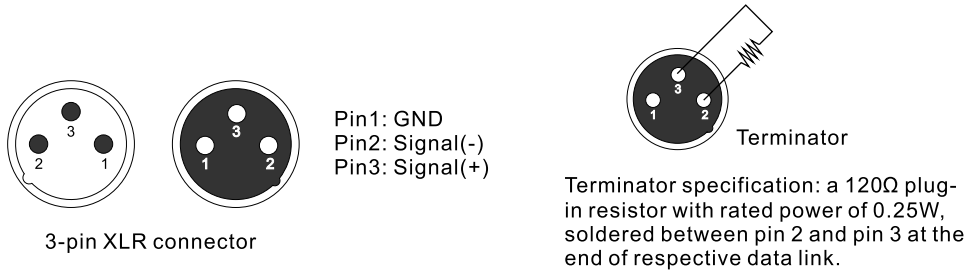 3
2
1
3
1
2
3-pin XLR connector
Pin1: GND
Pin2: Signal(-)
Pin3: Signal(+)
3
1
2
Terminator
Terminator specification: a 120Ω plug-
in resistor with rated power of 0.25W,
soldered between pin 2 and pin 3 at the
end of respective data link.